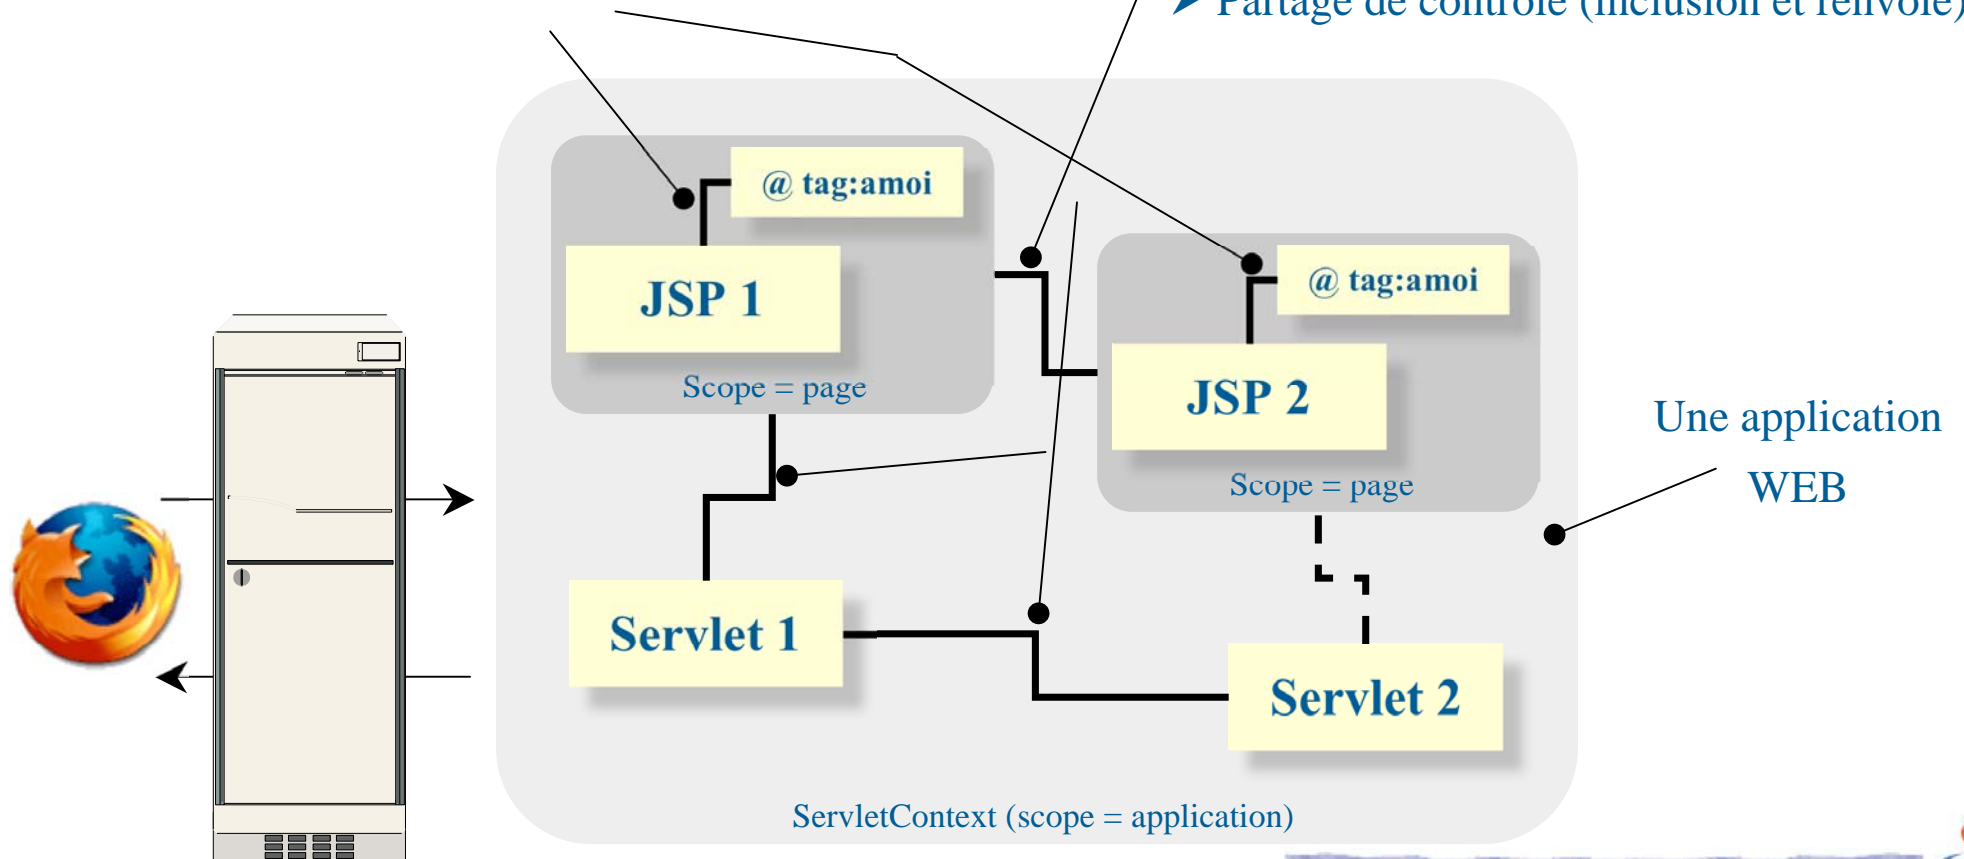 ➤ Partage de contrôle (inclusion et renvoie)
@ tag:amoi
JSP 1
Scope = page
@ tag:amoi
JSP 2
Scope = page
Une application
WEB
Servlet 1
Servlet 2
ServletContext (scope = application)